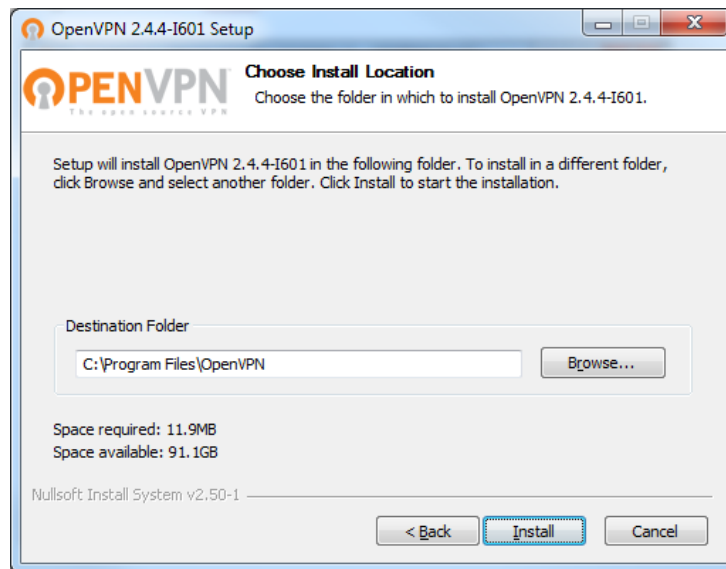 OpenVPN 2.4.4-I601 Setup
OPENVPN
The open source VPN
Choose Install Location
Choose the folder in which to install OpenVPN 2.4.4-I601.
Setup will install OpenVPN 2.4.4-I601 in the following folder. To install in a different folder,
click Browse and select another folder. Click Install to start the installation.
Destination Folder
C:\Program Files\OpenVPN
Browse...
Space required: 11.9MB
Space available: 91.1GB
Nullsoft Install System v2.50-1
< Back
Install
Cancel